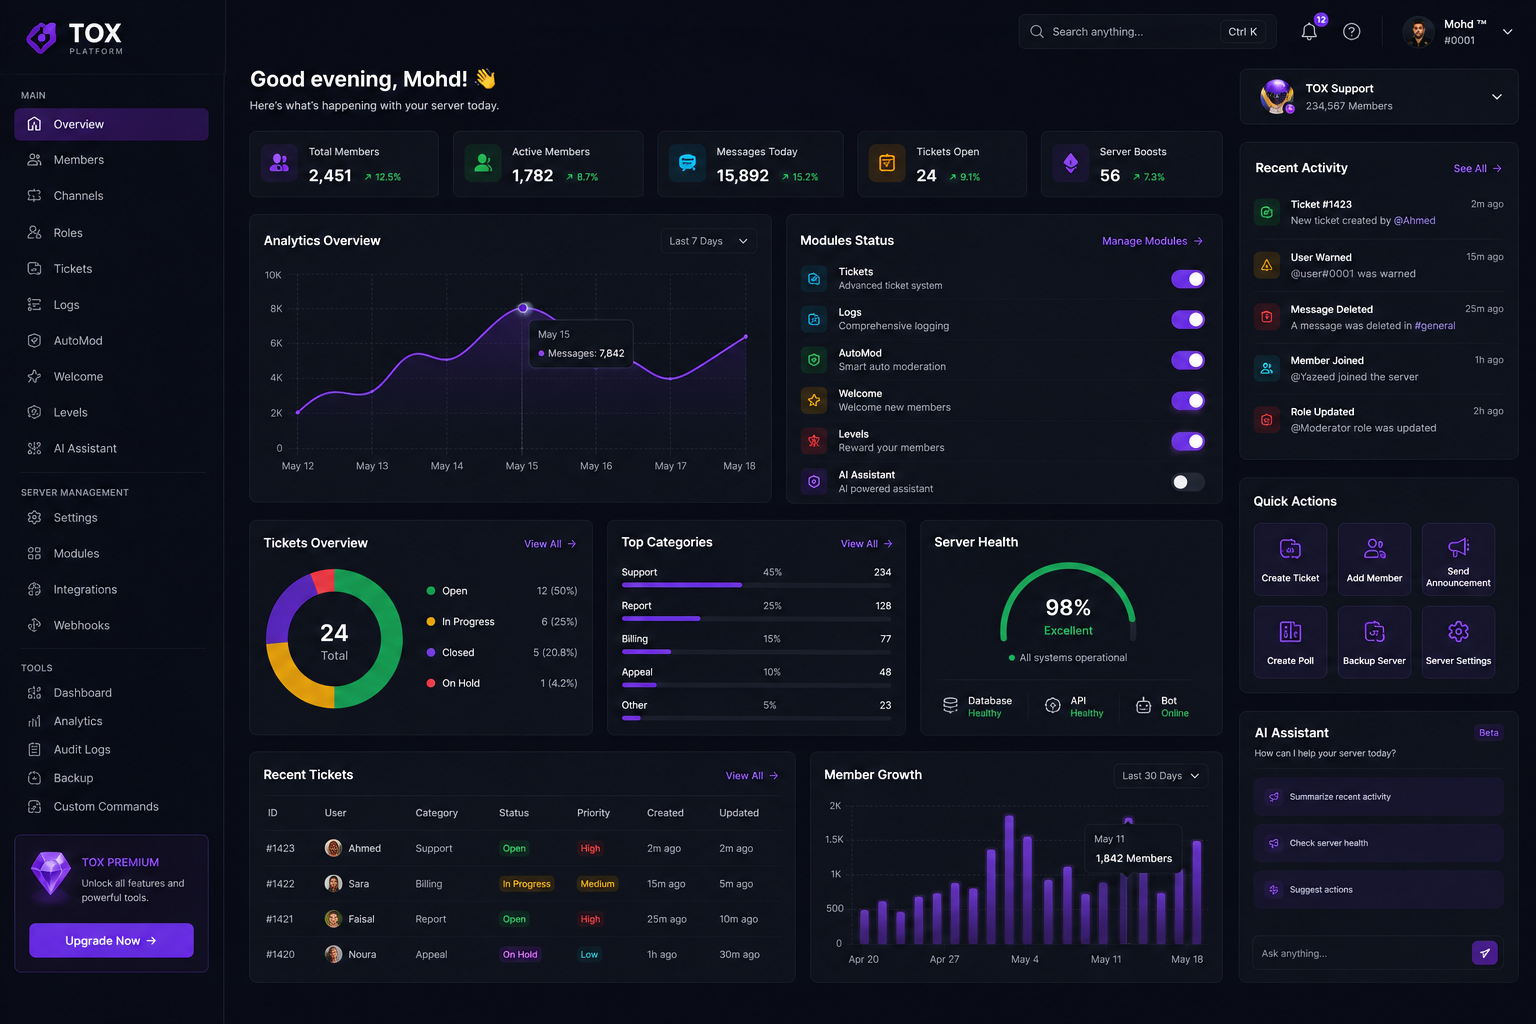 TOX
PLATFORM
MAIN
Overview
Members
Channels
Roles
Tickets
Logs
AutoMod
Welcome
Levels
AI Assistant
SERVER MANAGEMENT
Settings
Modules
Integrations
Webhooks
TOOLS
Dashboard
Analytics
Audit Logs
Backup
Custom Commands
TOX PREMIUM
Unlock all features and
powerful tools.
Upgrade Now →
Search anything...
Ctrl K
12
Mohd ™
#0001
Good evening, Mohd! 👋
Here's what's happening with your server today.
Total Members
2,451 ↗ 12.5%
Active Members
1,782 ↗ 8.7%
Messages Today
15,892 ↗ 15.2%
Tickets Open
24 ↗ 9.1%
Server Boosts
56 ↗ 7.3%
Analytics Overview
Last 7 Days
10K
8K
6K
4K
2K
0
May 15
Messages: 7,842
May 12 May 13 May 14 May 15 May 16 May 17 May 18
Modules Status
Manage Modules →
Tickets
Advanced ticket system
Logs
Comprehensive logging
AutoMod
Smart auto moderation
Welcome
Welcome new members
Levels
Reward your members
AI Assistant
AI powered assistant
Tickets Overview
View All →
24
Total
Open 12 (50%)
In Progress 6 (25%)
Closed 5 (20.8%)
On Hold 1 (4.2%)
Top Categories
View All →
Support 45% 234
Report 25% 128
Billing 15% 77
Appeal 10% 48
Other 5% 23
Server Health
98%
Excellent
All systems operational
Database
Healthy
API
Healthy
Bot
Online
Recent Tickets
View All →
ID User Category Status Priority Created Updated
#1423 Ahmed Support Open High 2m ago 2m ago
#1422 Sara Billing In Progress Medium 15m ago 5m ago
#1421 Faisal Report Open High 25m ago 10m ago
#1420 Noura Appeal On Hold Low 1h ago 30m ago
Member Growth
Last 30 Days
2K
1.5K
1K
500
0
May 11
1,842 Members
Apr 20 Apr 27 May 4 May 11 May 18
TOX Support
234,567 Members
Recent Activity
See All →
Ticket #1423 2m ago
New ticket created by @Ahmed
User Warned 15m ago
@user#0001 was warned
Message Deleted 25m ago
A message was deleted in #general
Member Joined 1h ago
@Yazeed joined the server
Role Updated 2h ago
@Moderator role was updated
Quick Actions
Create Ticket
Add Member
Send
Announcement
Create Poll
Backup Server
Server Settings
AI Assistant
Beta
How can I help your server today?
Summarize recent activity
Check server health
Suggest actions
Ask anything...